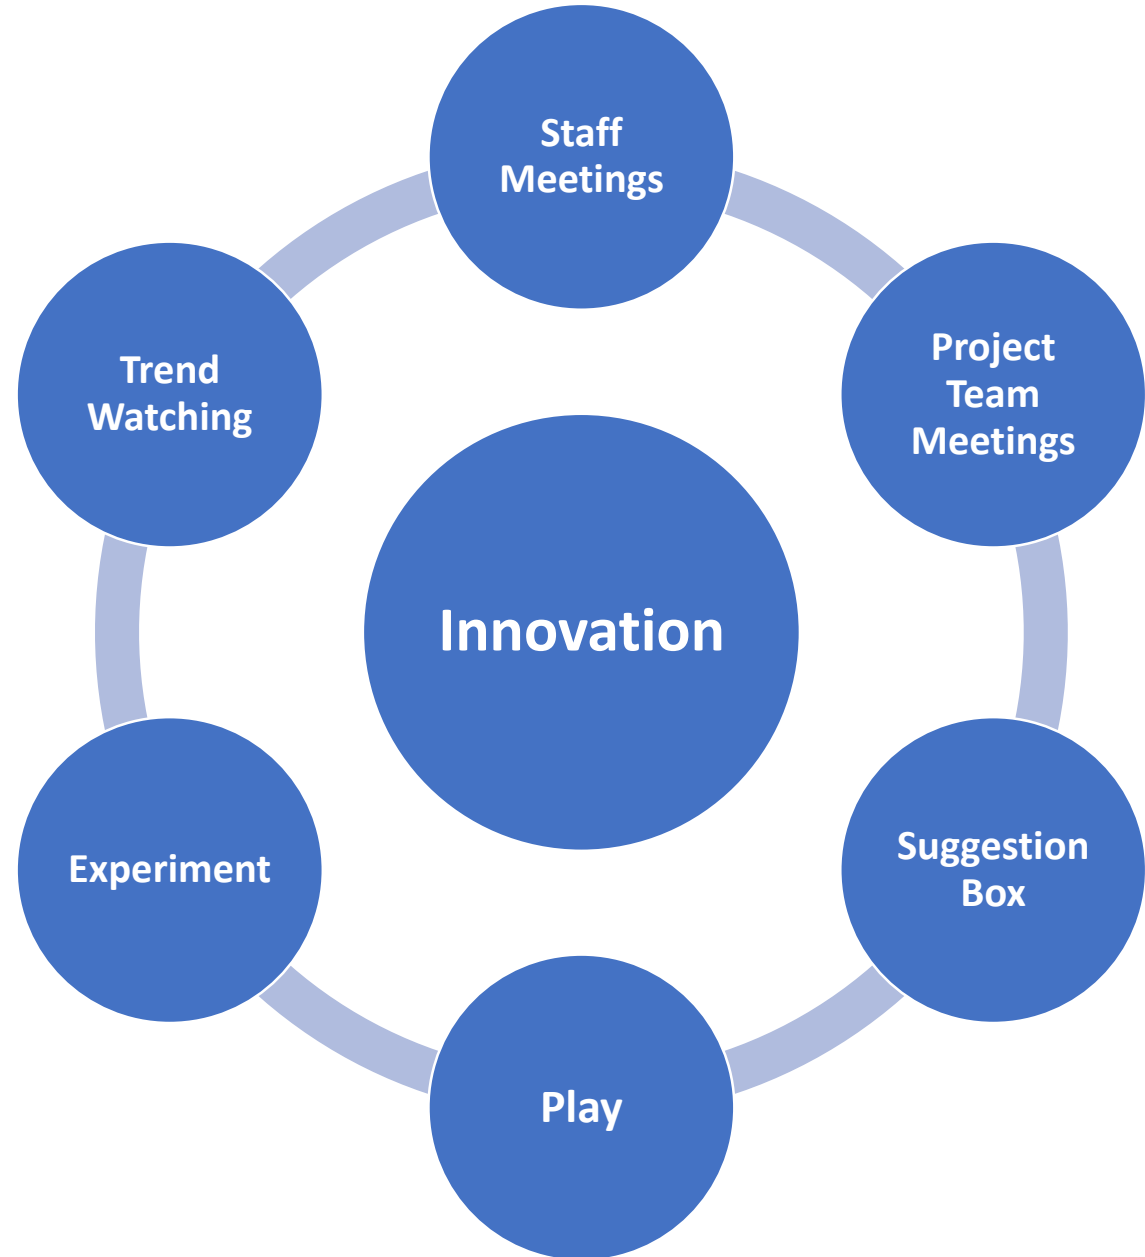 Staff
Meetings
Project
Team
Meetings
Trend
Watching
Innovation
Suggestion
Box
Experiment
Play